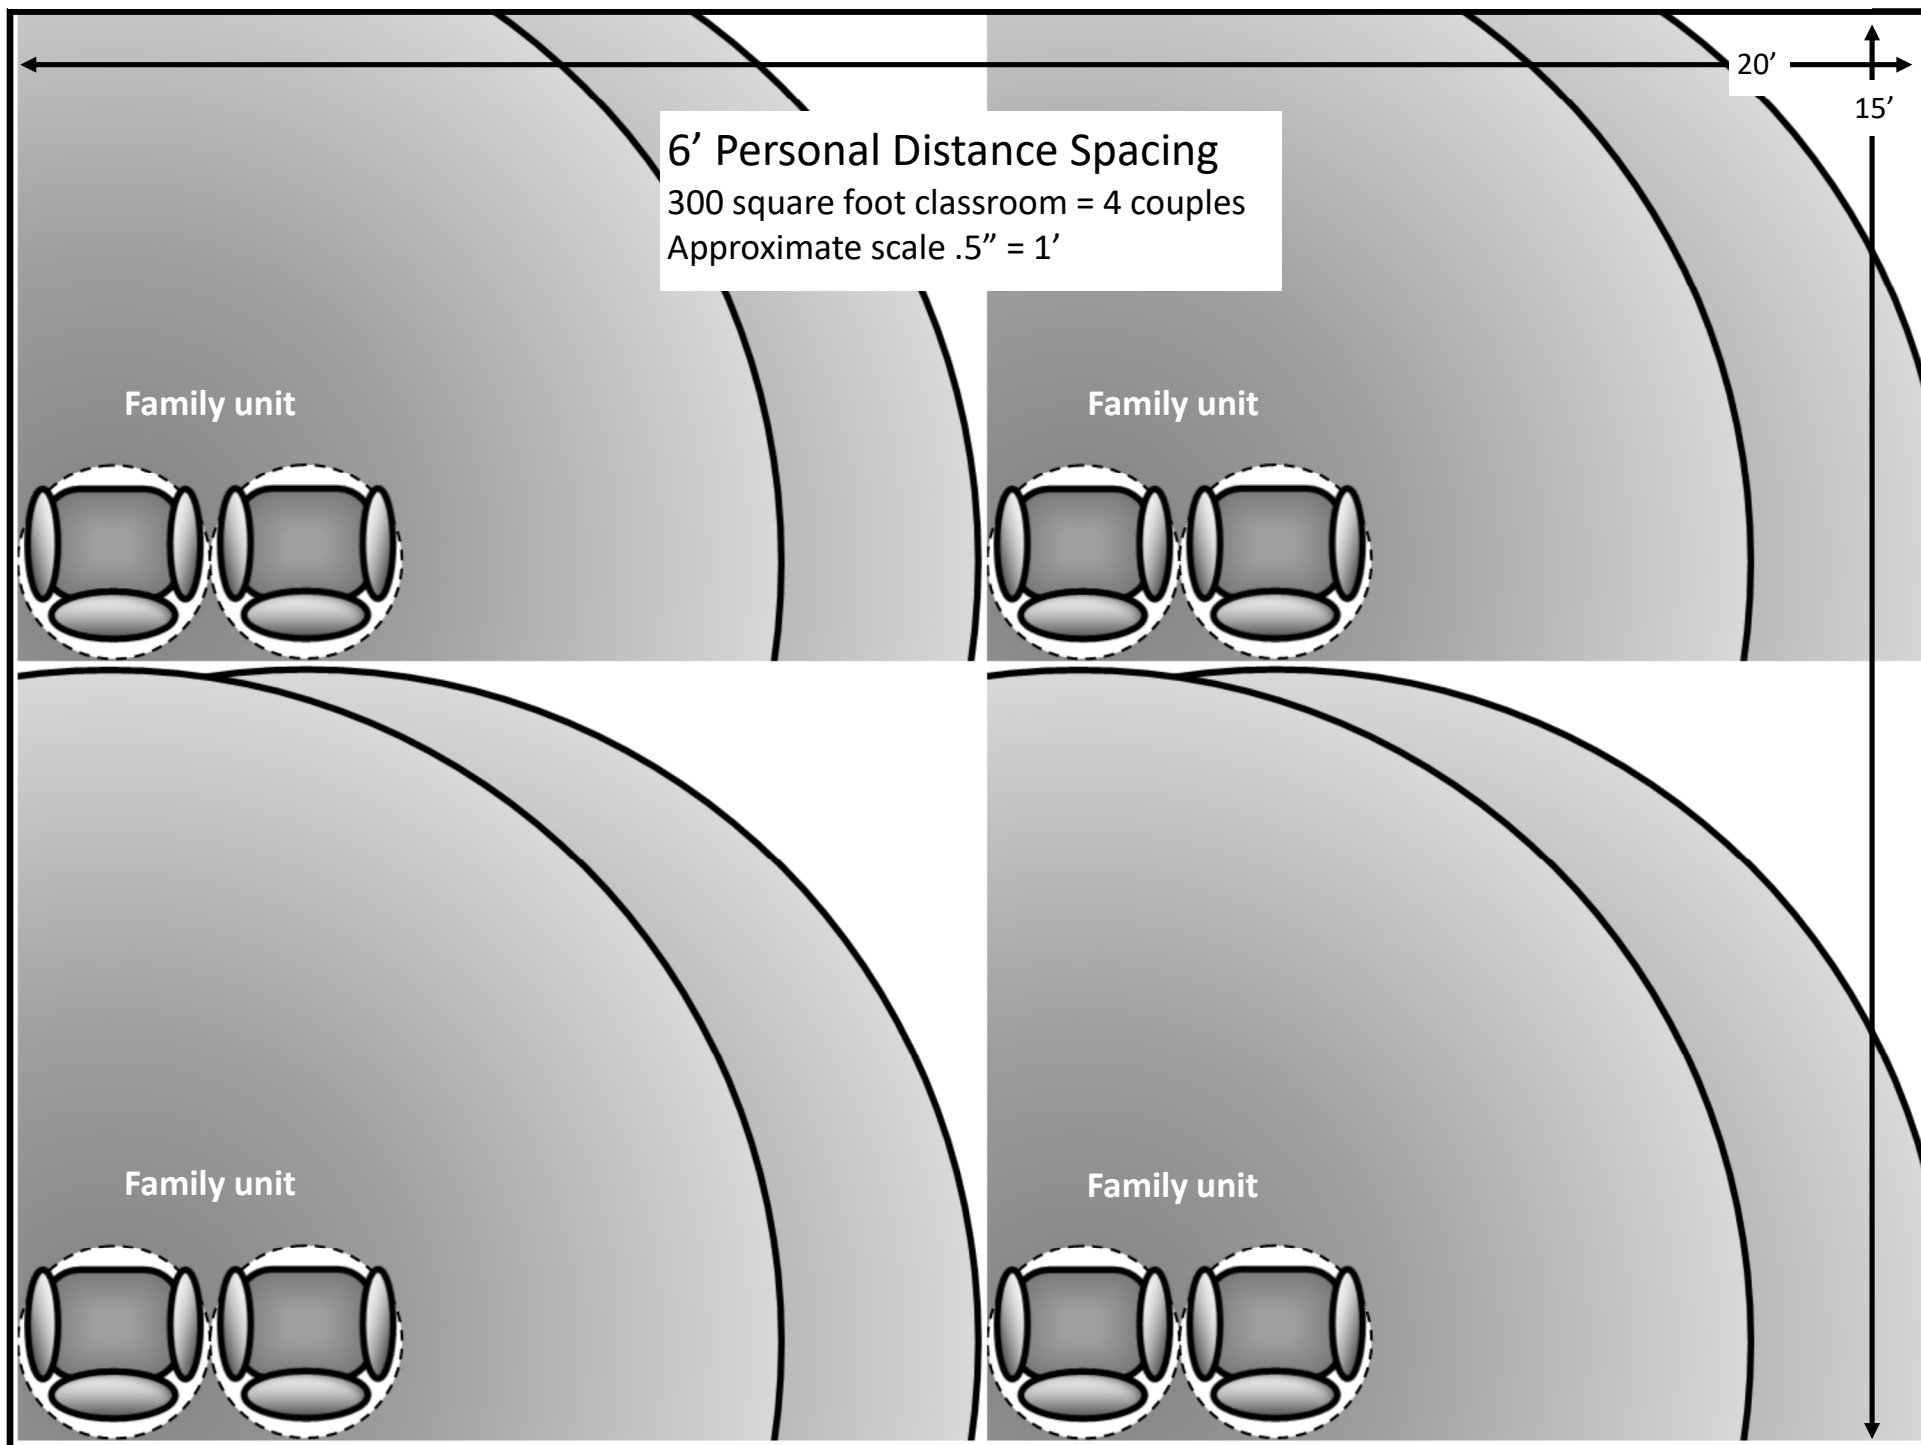 20’
15’
6’ Personal Distance Spacing
300 square foot classroom = 4 couples
Approximate scale .5” = 1’
Family unit
Family unit
Family unit
Family unit